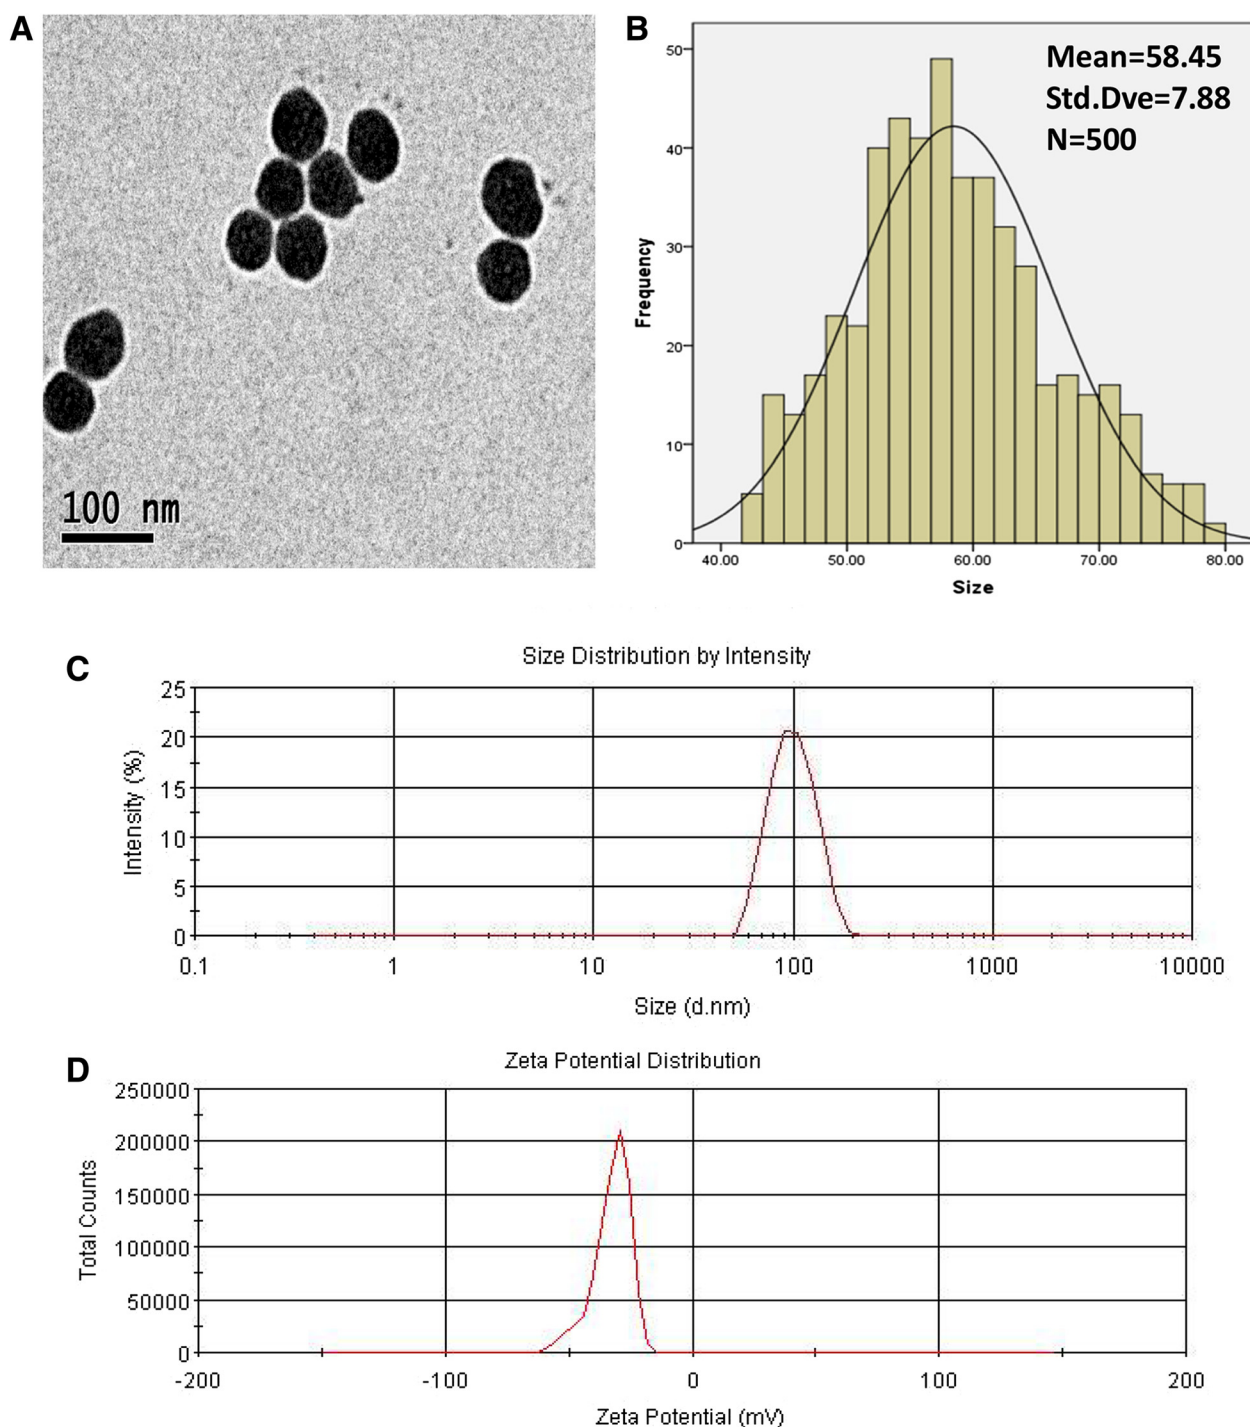 A
100 nm
B
Mean=58.45
Std.Dve=7.88
N=500
50
40
30
20
10
0
Frequency
40.00 50.00 60.00 70.00 80.00
Size
C
Size Distribution by Intensity
25
20
15
10
5
0
Intensity (%)
0.1 1 10 100 1000 10000
Size (d.nm)
D
Zeta Potential Distribution
250000
200000
150000
100000
50000
0
Total Counts
-200 -100 0 100 200
Zeta Potential (mV)